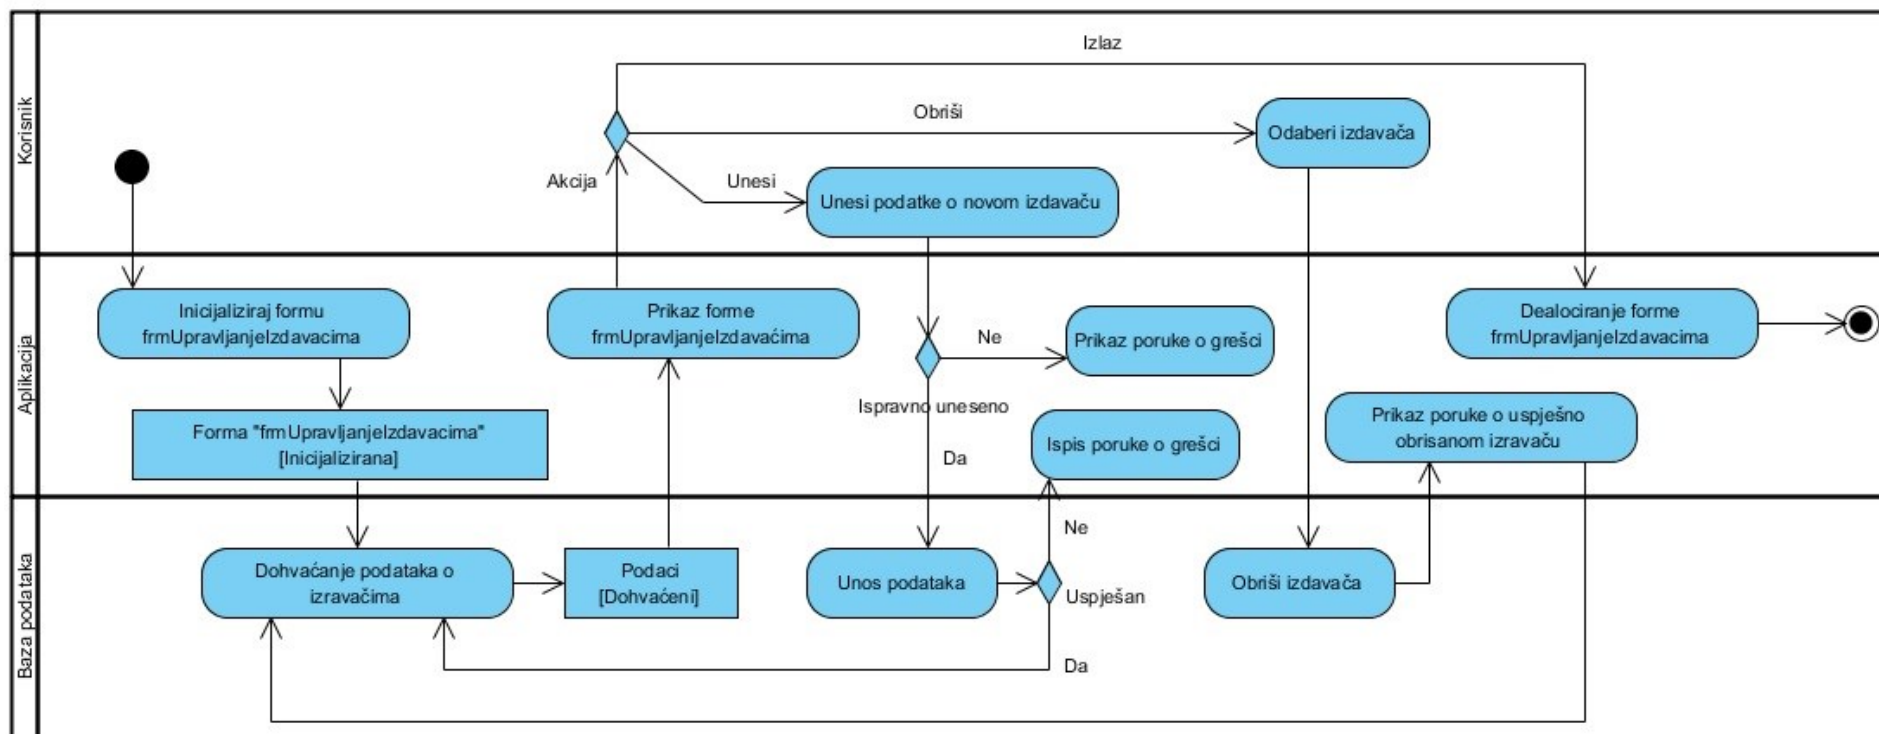 Korisnik
Izlaz
Obriši
Odaberi izdavača
Akcija
Unesi
Unesi podatke o novom izdavaču
Aplikacija
Inicijaliziraj formu
frmUpravljanjeIzdavacima
Prikaz forme
frmUpravljanjeIzdavaćima
Ne
Prikaz poruke o grešci
Dealociranje forme
frmUpravljanjeIzdavacima
Ispravno uneseno
Forma "frmUpravljanjeIzdavacima"
[Inicijalizirana]
Da
Ispis poruke o grešci
Prikaz poruke o uspješno
obrisanom izravaču
Baza podataka
Dohvaćanje podataka o
izravačima
Podaci
[Dohvaćeni]
Unos podataka
Ne
Uspješan
Obriši izdavača
Da